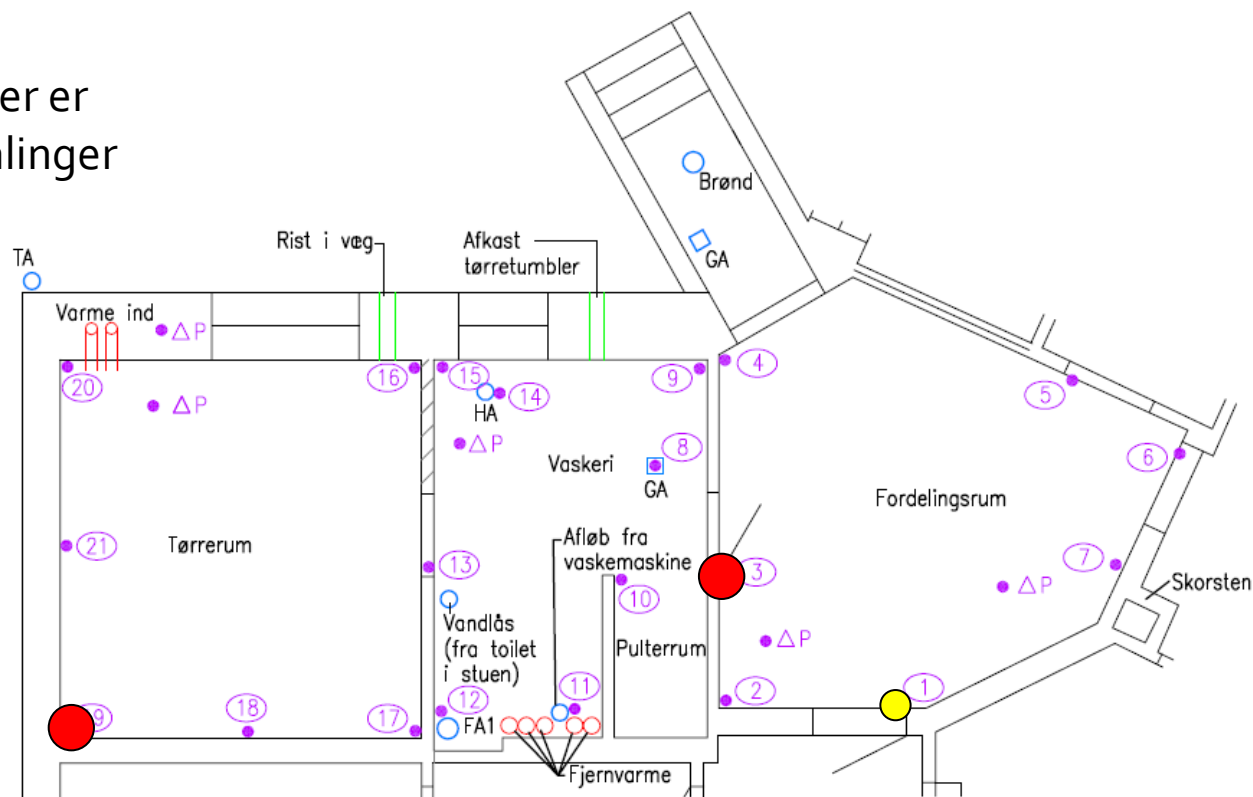 er er
linger
Brønd
GA
Rist i væg
Afkast
tørretumbler
TA
Varme ind
△P
20
△P
16
15
14
HA
△P
9
4
5
Vaskeri
8
GA
6
Fordelingsrum
21
Tørrerum
13
Afløb fra
vaskemaskine
10
3
7
△P
Skorsten
Vandlås
(fra toilet
i stuen)
Pulterrum
△P
9
18
17
12
FA1
11
2
1
Fjernvarme